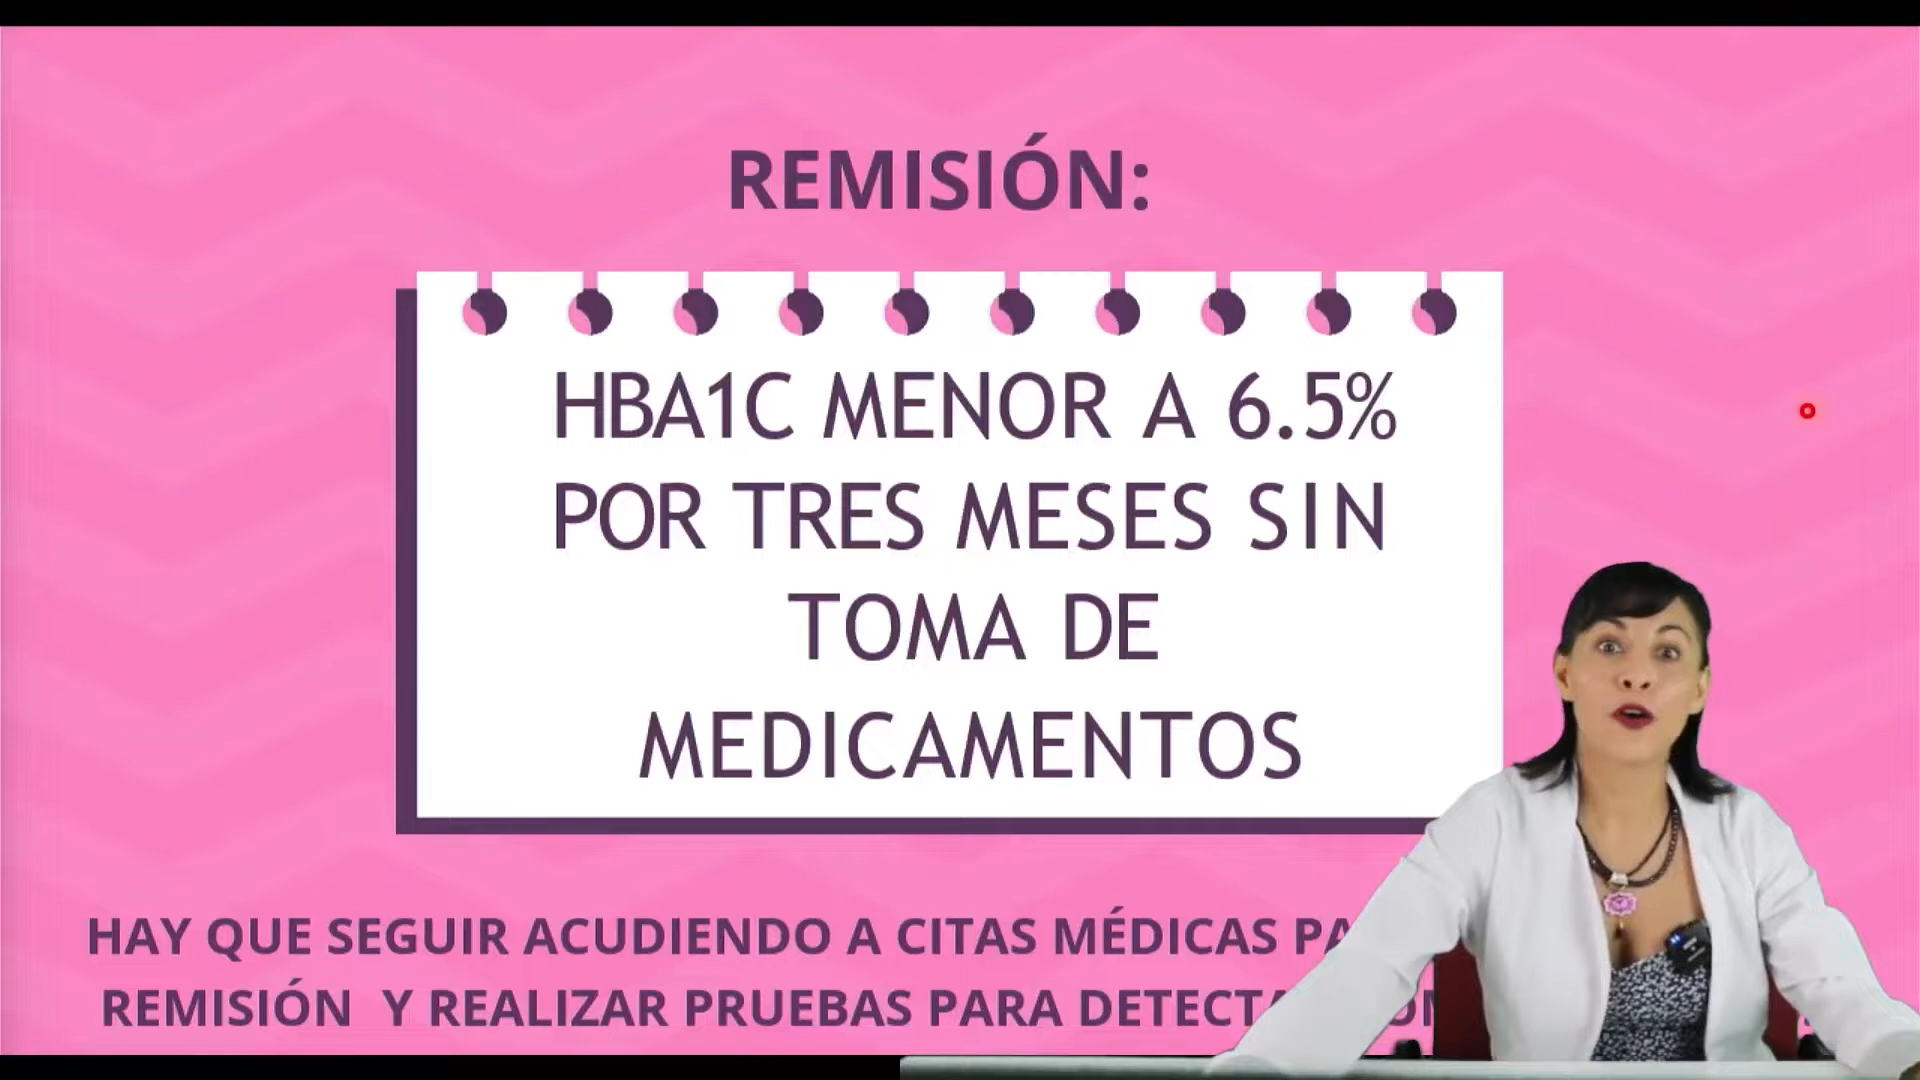 REMISIÓN:
HBA1C MENOR A 6.5%
POR TRES MESES SIN
TOMA DE
MEDICAMENTOS
HAY QUE SEGUIR ACUDIENDO A CITAS MÉDICAS
REMISIÓN Y REALIZAR PRUEBAS PARA